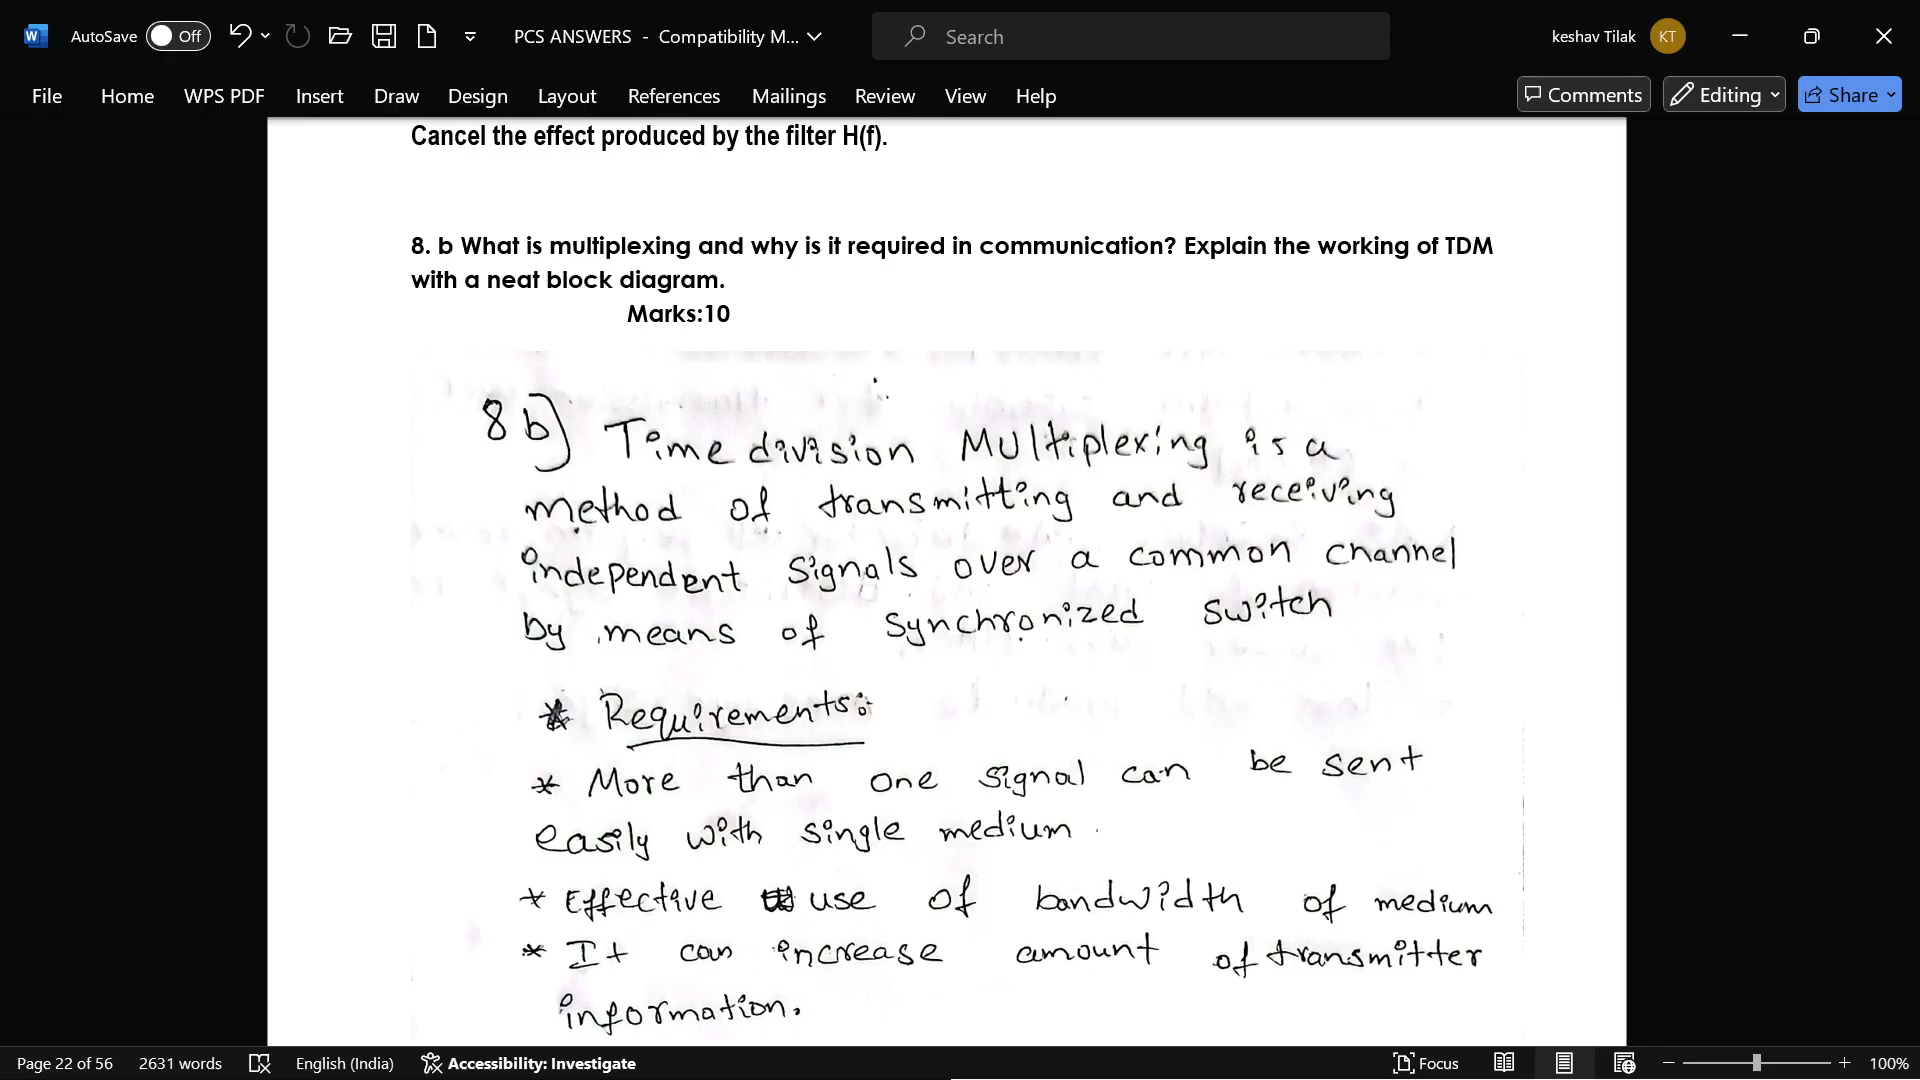 AutoSave Off PCS ANSWERS - Compatibility M... Search keshav Tilak KT
File Home WPS PDF Insert Draw Design Layout References Mailings Review View Help Comments Editing Share
Cancel the effect produced by the filter H(f).
8. b What is multiplexing and why is it required in communication? Explain the working of TDM
with a neat block diagram.
Marks:10
8 b) Time division Multiplexing is a
method of transmitting and receiving
independent signals over a common channel
by means of synchronized switch
* Requirements:
* More than one signal can be sent
easily with single medium.
* Effective use of bandwidth of medium
* It can increase amount of transmitter
information.
Page 22 of 56 2631 words English (India) Accessibility: Investigate Focus 100%